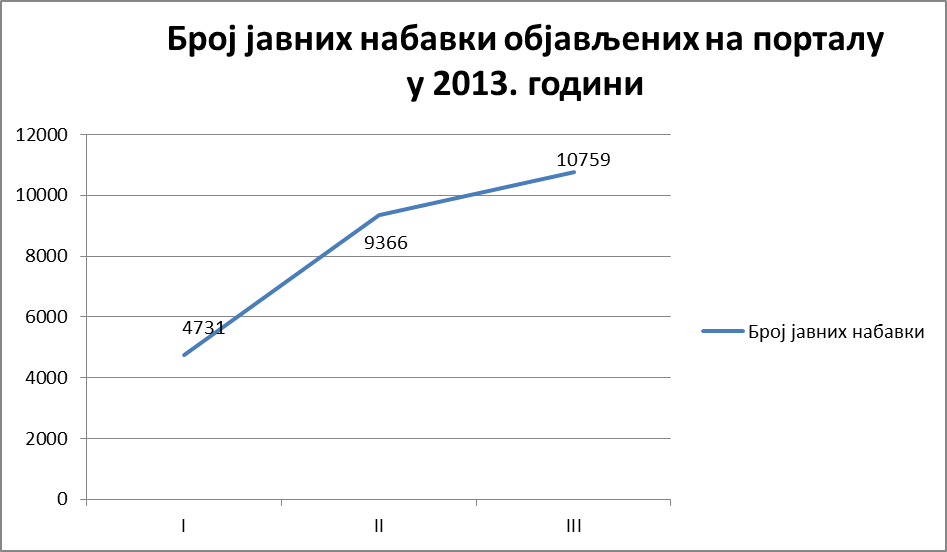 Број јавних набавки објављених на порталу
у 2013. години
12000
10000
8000
6000
4000
2000
0
4731
9366
10759
I
II
III
Број јавних набавки